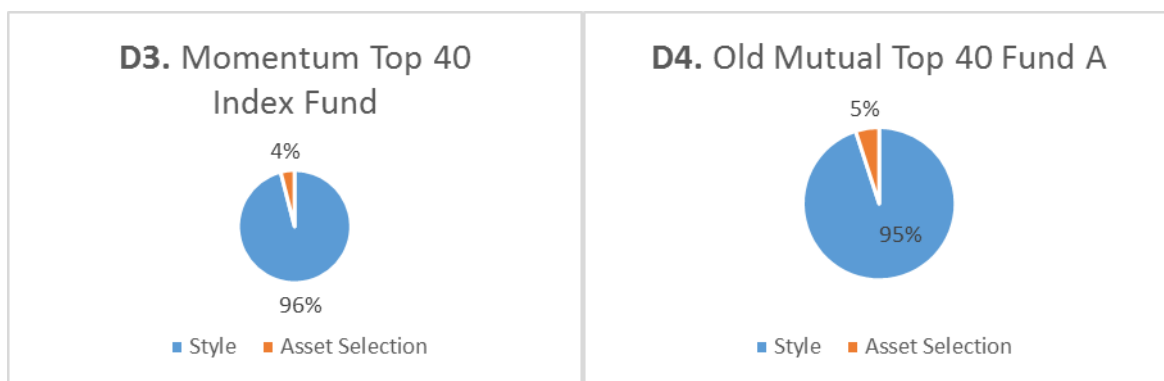 D3. Momentum Top 40
Index Fund
4%
96%
Style Asset Selection
D4. Old Mutual Top 40 Fund A
5%
95%
Style Asset Selection